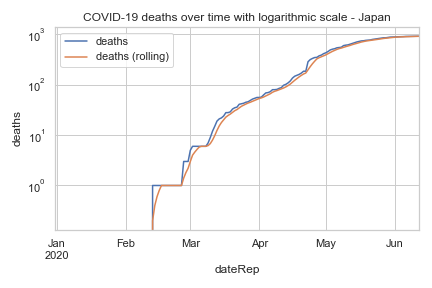 COVID-19 deaths over time with logarithmic scale - Japan
deaths
deaths (rolling)
10³
10²
10¹
10⁰
deaths
Jan
2020
Feb
Mar
Apr
May
Jun
dateRep